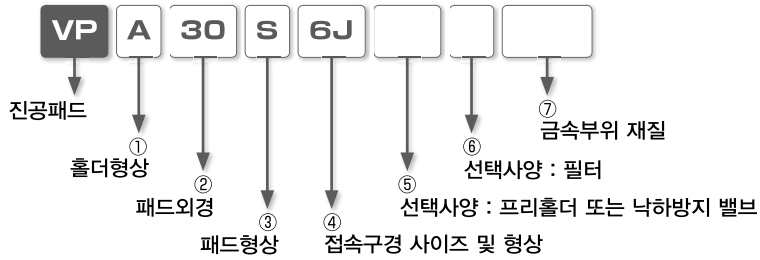 VP A 30 S 6J
진공패드
① 홀더형상
② 패드외경
③ 패드형상
④ 접속구경 사이즈 및 형상
⑤ 선택사양 : 프리홀더 또는 낙하방지 밸브
⑥ 선택사양 : 필터
⑦ 금속부위 재질